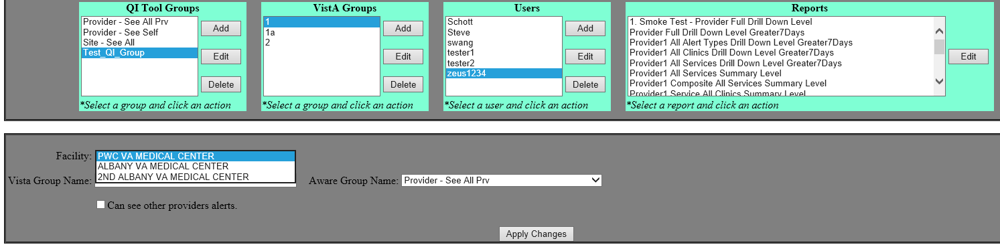 QI Tool Groups
Provider - See All Prv
Provider - See Self
Site - See All
Test_QI_Group
Add
Edit
Delete
*Select a group and click an action
VistA Groups
1
1a
2
Add
Edit
Delete
*Select a group and click an action
Users
Schott
Steve
swang
tester1
tester2
zeus1234
Add
Edit
Delete
*Select a user and click an action
Reports
1. Smoke Test - Provider Full Drill Down Level
Provider Full Drill Down Level Greater7Days
Provider1 All Alert Types Drill Down Level Greater7Days
Provider1 All Clinics Drill Down Level Greater7Days
Provider1 All Services Drill Down Level Greater7Days
Provider1 All Services Summary Level
Provider1 Composite All Services Summary Level
Provider1 Service All Clinics Summary Level
Edit
*Select a report and click an action
Facility:
PWC VA MEDICAL CENTER
ALBANY VA MEDICAL CENTER
2ND ALBANY VA MEDICAL CENTER
Vista Group Name:
Aware Group Name: Provider - See All Prv
Can see other providers alerts.
Apply Changes